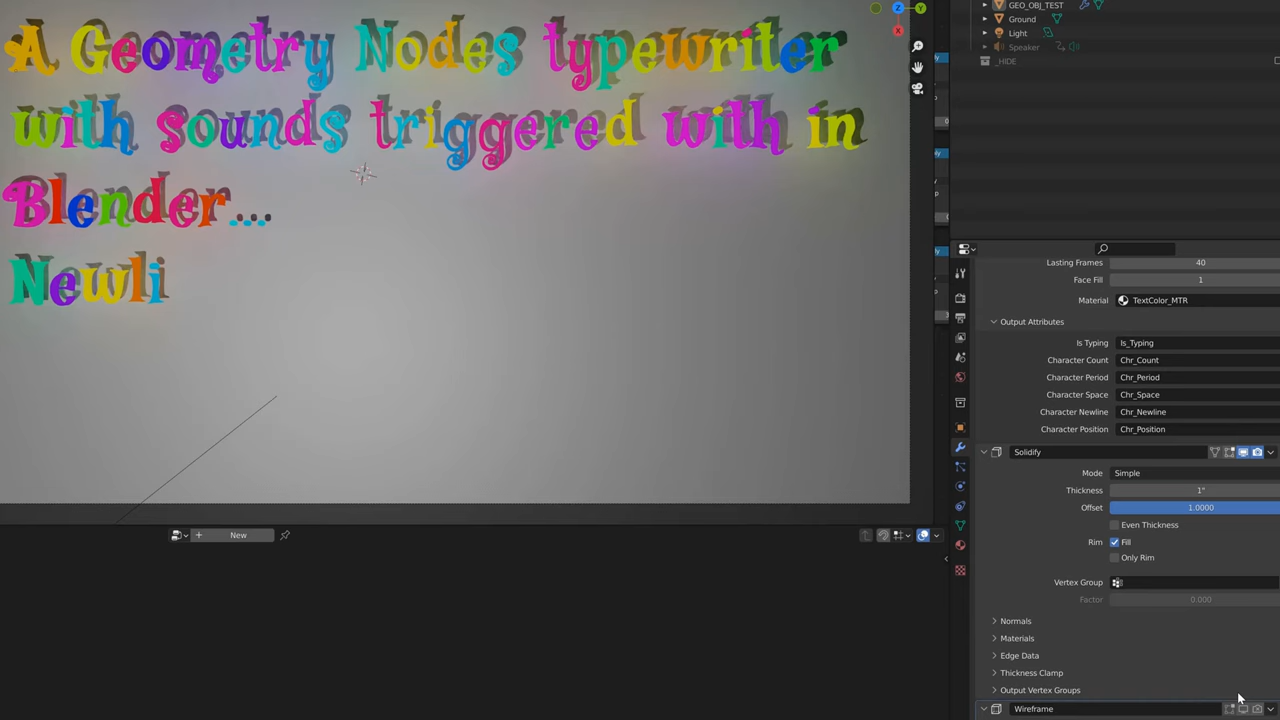 A Geometry Nodes typewriter
with sounds triggered with in
Blender...
Newli
GEO_OBJ_TEST
Ground
Light
Speaker
_HIDE
Lasting Frames 40
Face Fill 1
Material TextColor_MTR
Output Attributes
Is Typing Is_Typing
Character Count Chr_Count
Character Period Chr_Period
Character Space Chr_Space
Character Newline Chr_Newline
Character Position Chr_Position
Solidify
Mode Simple
Thickness 1"
Offset 1.0000
Even Thickness
Rim Fill
Only Rim
Vertex Group
Factor 0.000
Normals
Materials
Edge Data
Thickness Clamp
Output Vertex Groups
Wireframe
New
Z
Y
X